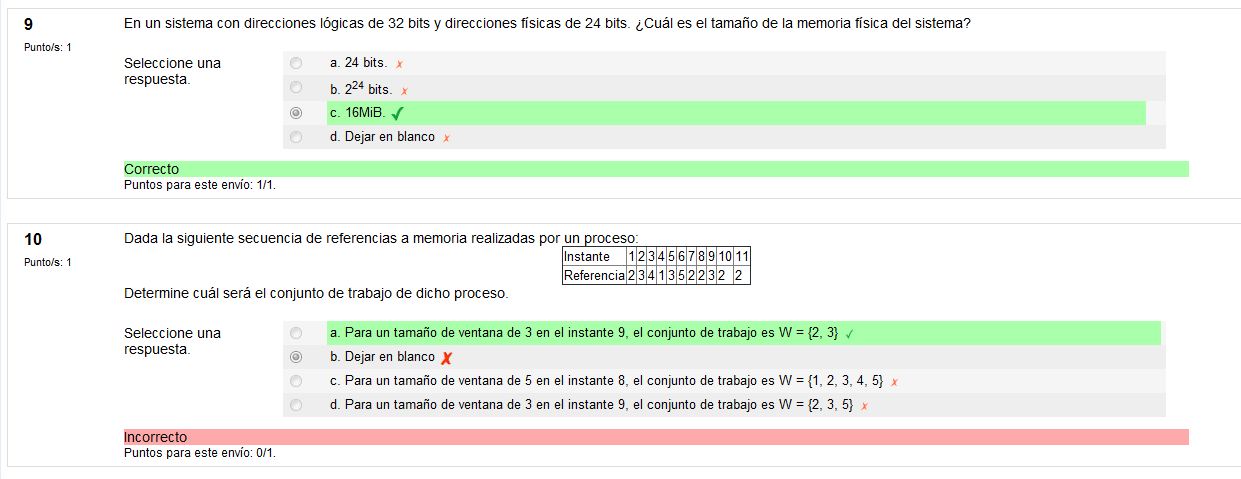 9
Punto/s: 1
En un sistema con direcciones lógicas de 32 bits y direcciones físicas de 24 bits. ¿Cuál es el tamaño de la memoria física del sistema?
Seleccione una
respuesta.
a. 24 bits. ✗
b. 2²⁴ bits. ✗
c. 16MiB. ✓
d. Dejar en blanco ✗
Correcto
Puntos para este envío: 1/1.
10
Punto/s: 1
Dada la siguiente secuencia de referencias a memoria realizadas por un proceso:
Instante 1 2 3 4 5 6 7 8 9 10 11
Referencia 2 3 4 1 3 5 2 2 3 2 2
Determine cuál será el conjunto de trabajo de dicho proceso.
Seleccione una
respuesta.
a. Para un tamaño de ventana de 3 en el instante 9, el conjunto de trabajo es W = {2, 3} ✓
b. Dejar en blanco ✗
c. Para un tamaño de ventana de 5 en el instante 8, el conjunto de trabajo es W = {1, 2, 3, 4, 5} ✗
d. Para un tamaño de ventana de 3 en el instante 9, el conjunto de trabajo es W = {2, 3, 5} ✗
Incorrecto
Puntos para este envío: 0/1.